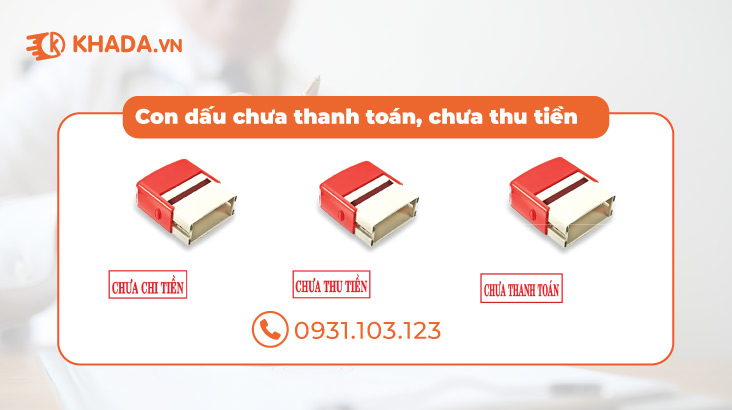 KHADA.VN
Con dấu chưa thanh toán, chưa thu tiền
CHƯA CHI TIỀN
CHƯA THU TIỀN
CHƯA THANH TOÁN
0931.103.123